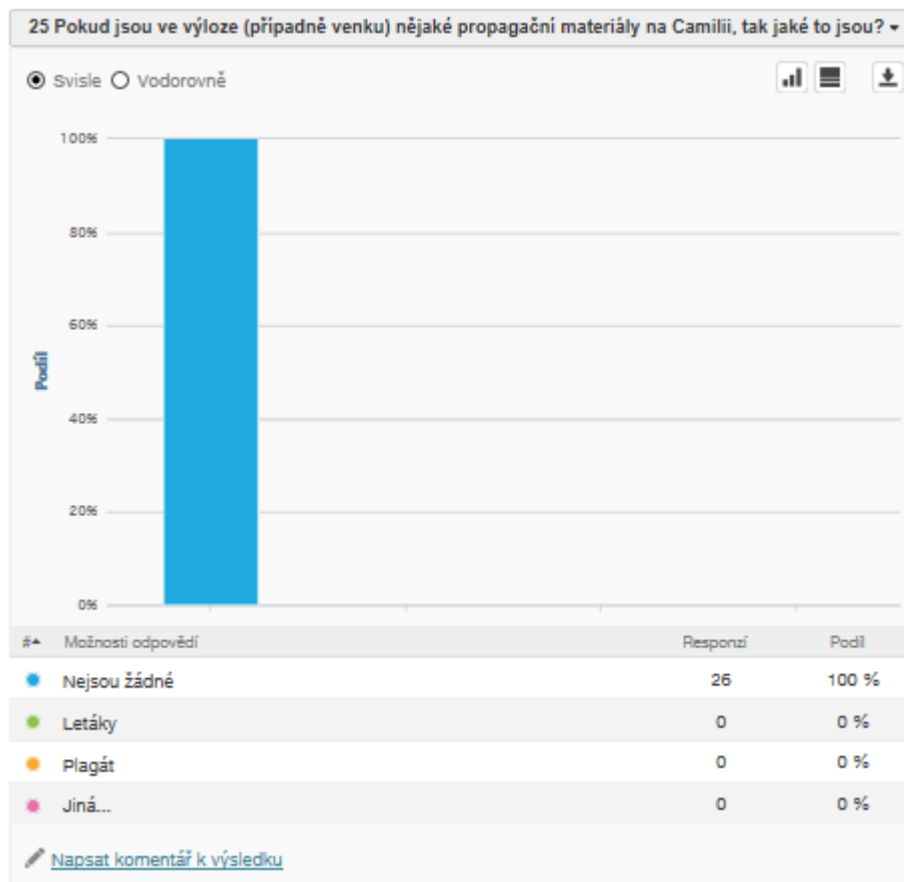 25 Pokud jsou ve výloze (případně venku) nějaké propagační materiály na Camilii, tak jaké to jsou?
Svisle Vodorovně
100%
80%
60%
40%
20%
0%
Podíl
# Možnosti odpovědí Responzí Podíl
Nejsou žádné 26 100 %
Letáky 0 0 %
Plagát 0 0 %
Jiná... 0 0 %
Napsat komentář k výsledku